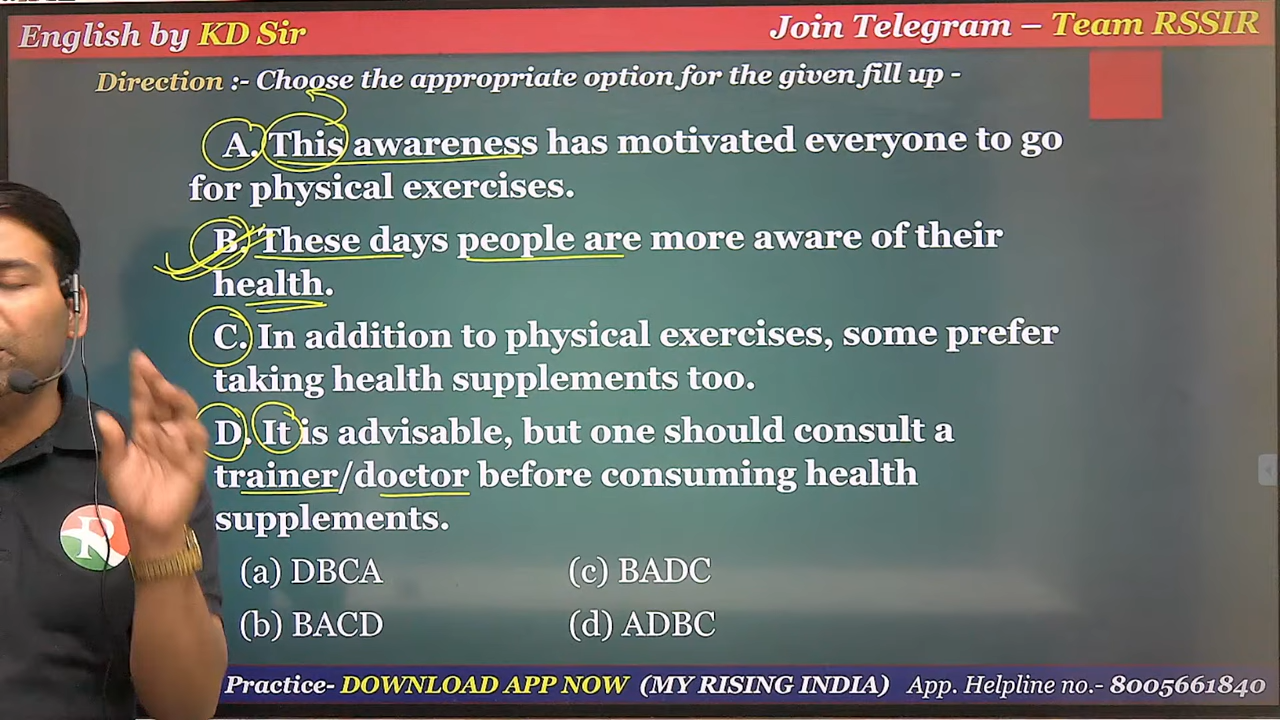 English by KD Sir
Join Telegram – Team RSSIR
Direction :- Choose the appropriate option for the given fill up -
A. This awareness has motivated everyone to go
for physical exercises.
B. These days people are more aware of their
health.
C. In addition to physical exercises, some prefer
taking health supplements too.
D. It is advisable, but one should consult a
trainer/doctor before consuming health
supplements.
(a) DBCA
(c) BADC
(b) BACD
(d) ADBC
Practice- DOWNLOAD APP NOW (MY RISING INDIA) App. Helpline no.- 8005661840
R